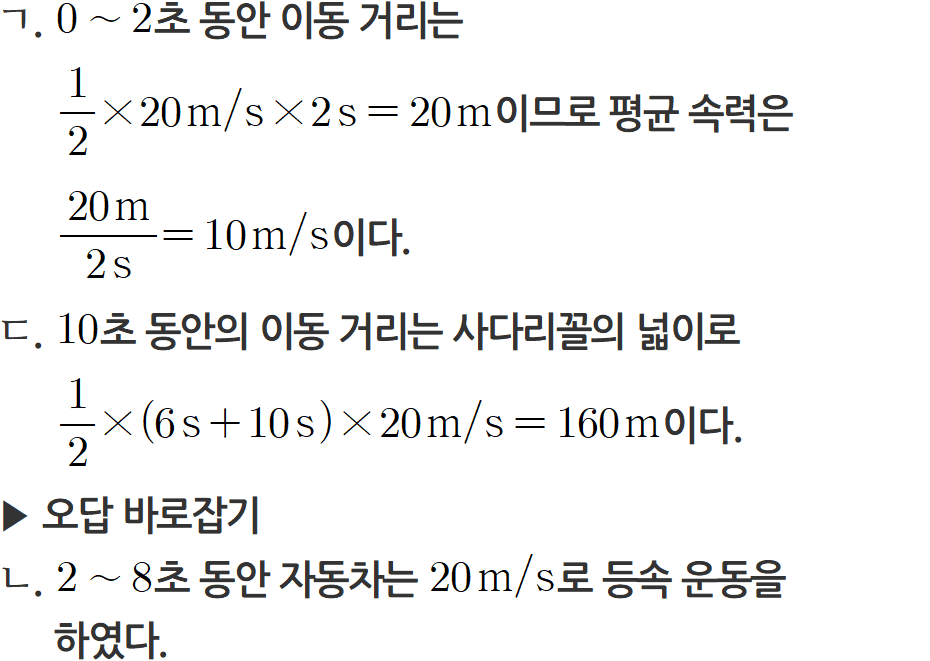 ㄱ. 0 ~ 2초 동안 이동 거리는
1/2 × 20 m/s × 2 s = 20 m이므로 평균 속력은
20 m / 2 s = 10 m/s이다.
ㄷ. 10초 동안의 이동 거리는 사다리꼴의 넓이로
1/2 × (6 s + 10 s) × 20 m/s = 160 m이다.
▶ 오답 바로잡기
ㄴ. 2 ~ 8초 동안 자동차는 20 m/s로 등속 운동을
하였다.